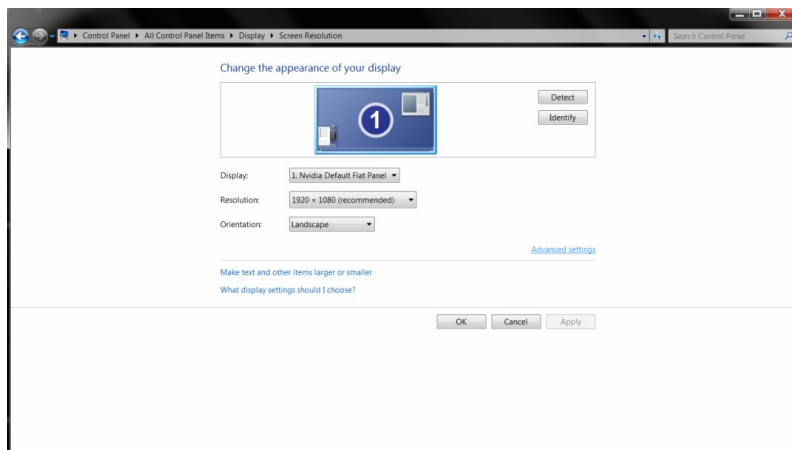 Control Panel ▸ All Control Panel Items ▸ Display ▸ Screen Resolution
Search Control Panel
Change the appearance of your display
1
Detect
Identify
Display: 1. Nvidia Default Flat Panel
Resolution: 1920 × 1080 (recommended)
Orientation: Landscape
Advanced settings
Make text and other items larger or smaller
What display settings should I choose?
OK Cancel Apply